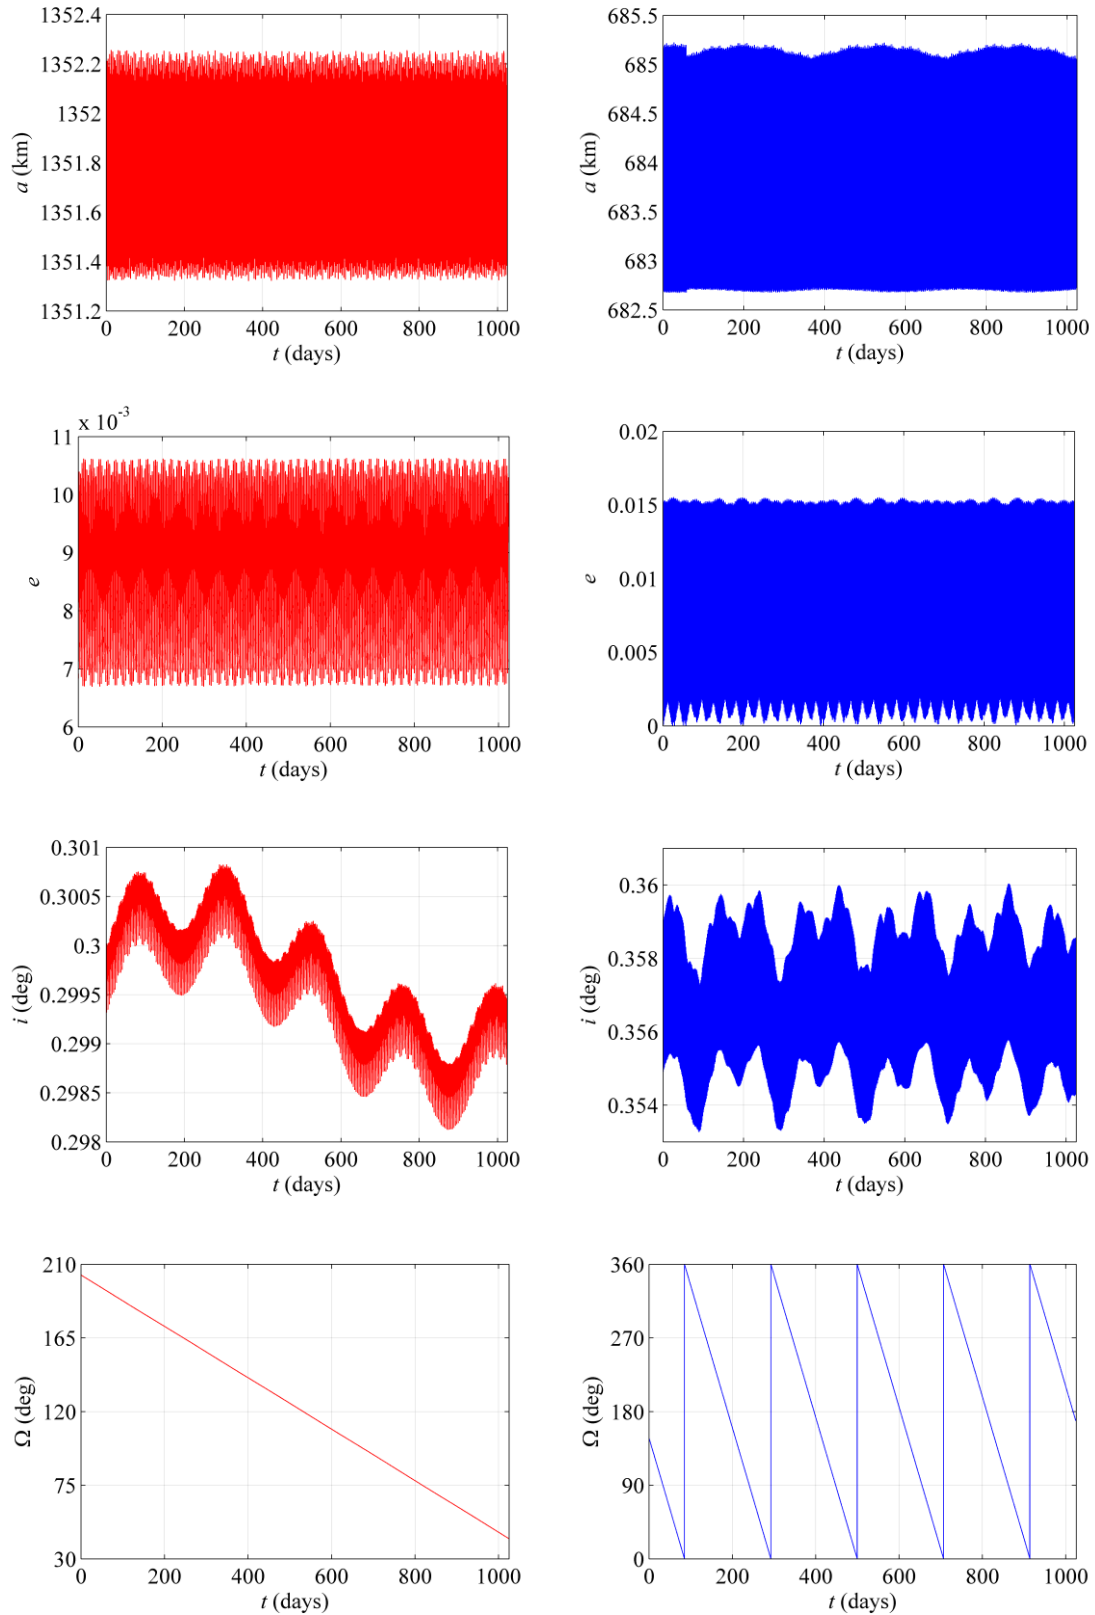 1352.4
1352.2
1352
1351.8
1351.6
1351.4
1351.2
a (km)
0 200 400 600 800 1000
t (days)
685.5
685
684.5
684
683.5
683
682.5
a (km)
0 200 400 600 800 1000
t (days)
x 10⁻³
11
10
9
8
7
6
e
0 200 400 600 800 1000
t (days)
0.02
0.015
0.01
0.005
0
e
0 200 400 600 800 1000
t (days)
0.301
0.3005
0.3
0.2995
0.299
0.2985
0.298
i (deg)
0 200 400 600 800 1000
t (days)
0.36
0.358
0.356
0.354
i (deg)
0 200 400 600 800 1000
t (days)
210
165
120
75
30
Ω (deg)
0 200 400 600 800 1000
t (days)
360
270
180
90
0
Ω (deg)
0 200 400 600 800 1000
t (days)